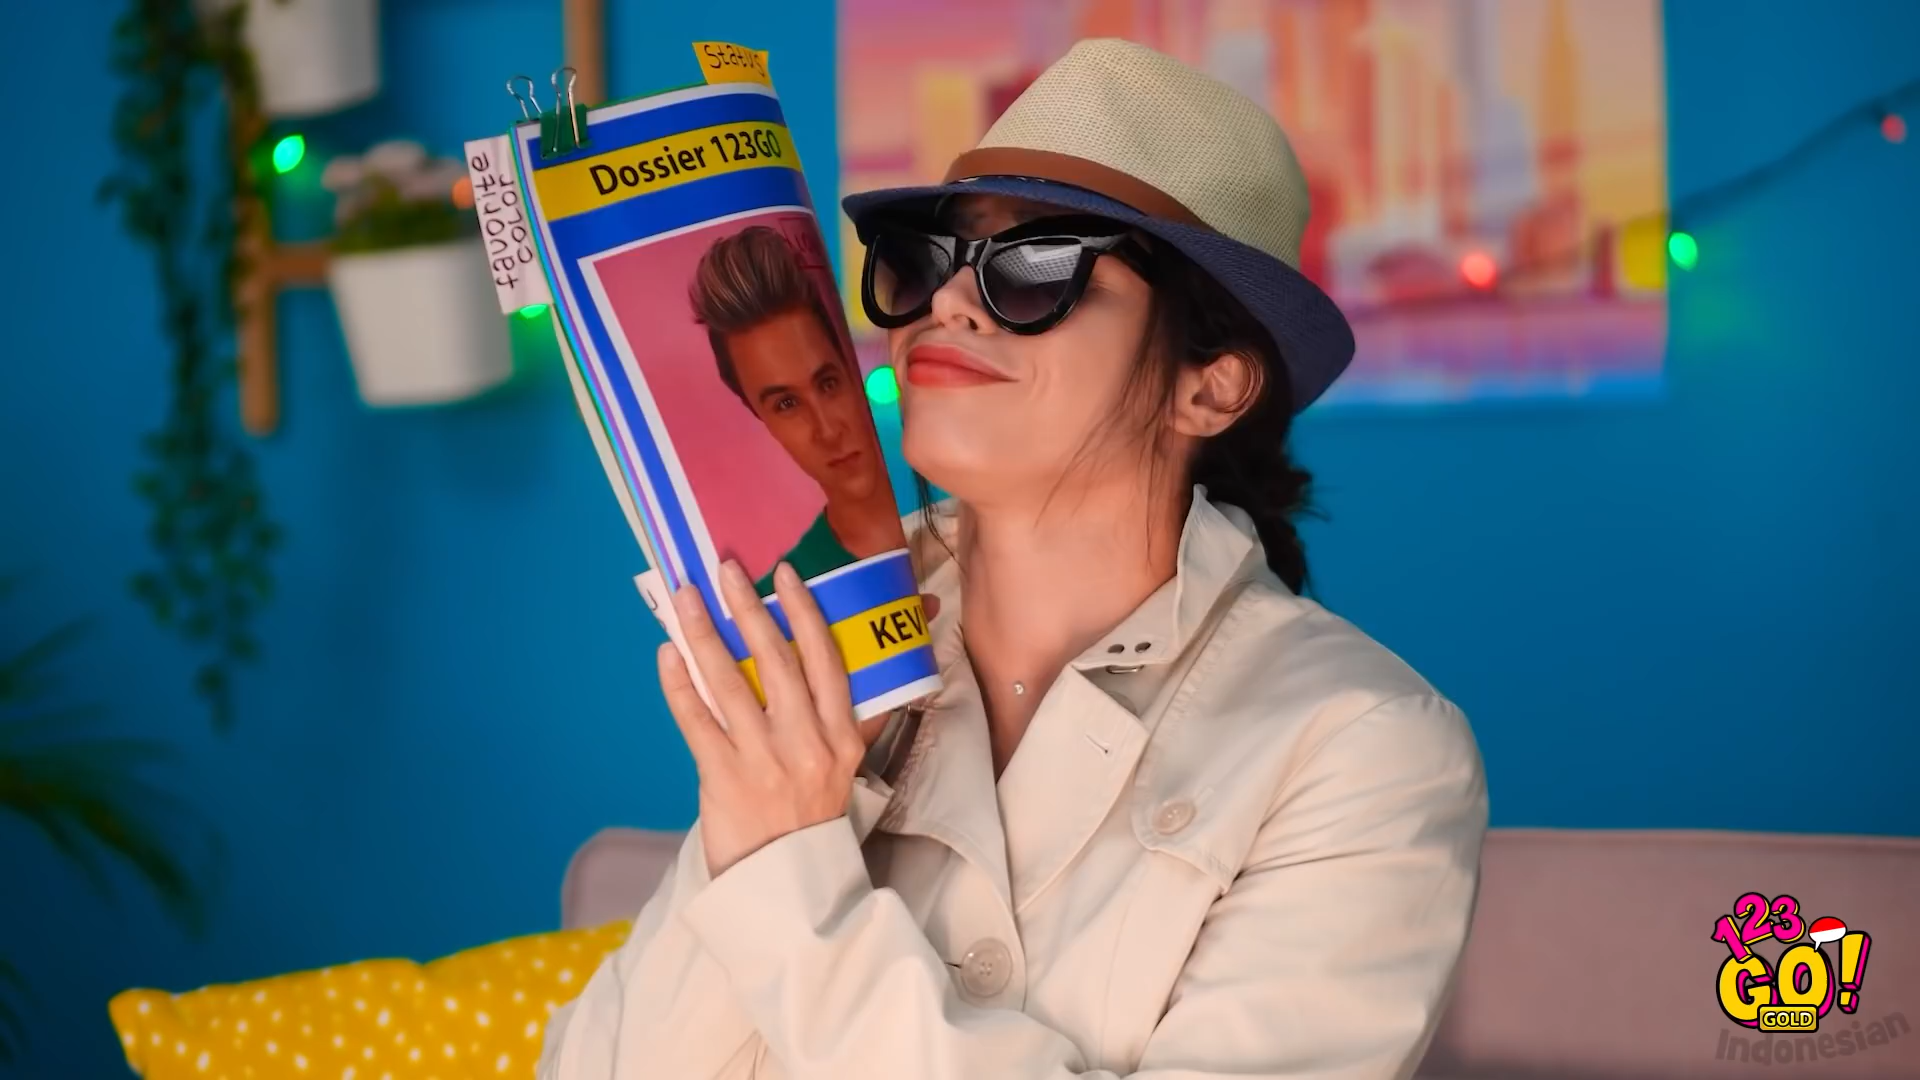 Status
Dossier 123GO
favorite
color
KEV
123
GO!
GOLD
Indonesian